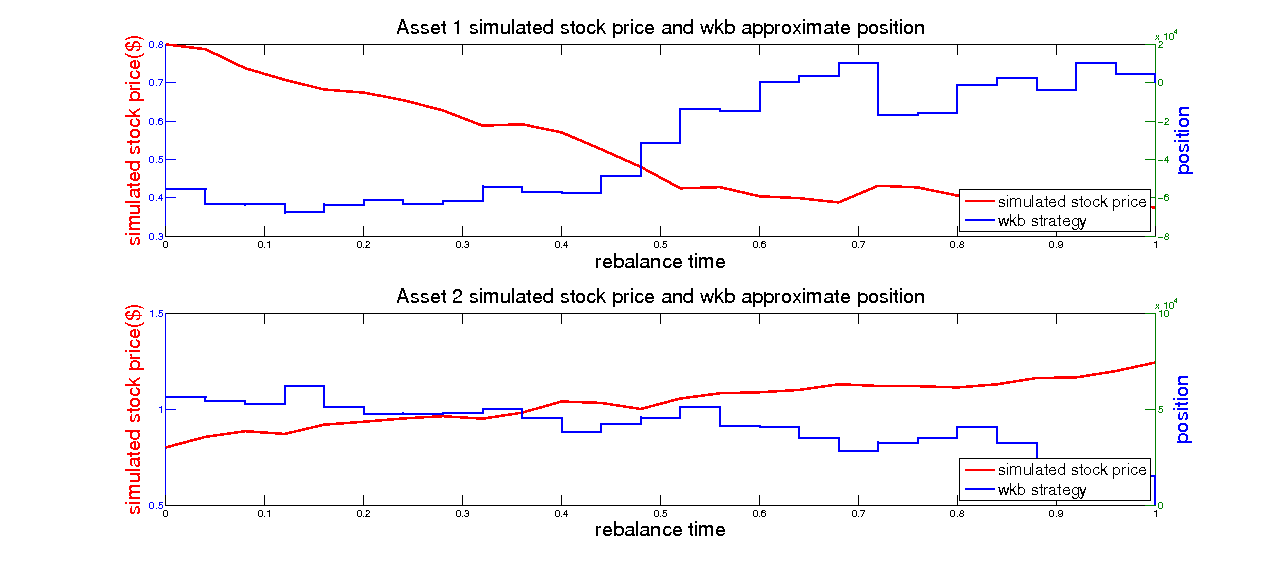 Asset 1 simulated stock price and wkb approximate position
x 10^4
simulated stock price($)
0.8
0.7
0.6
0.5
0.4
0.3
2
0
-2
-4
-6
-8
position
simulated stock price
wkb strategy
0 0.1 0.2 0.3 0.4 0.5 0.6 0.7 0.8 0.9 1
rebalance time
Asset 2 simulated stock price and wkb approximate position
x 10^4
simulated stock price($)
1.5
1
0.5
10
5
0
position
simulated stock price
wkb strategy
0 0.1 0.2 0.3 0.4 0.5 0.6 0.7 0.8 0.9 1
rebalance time